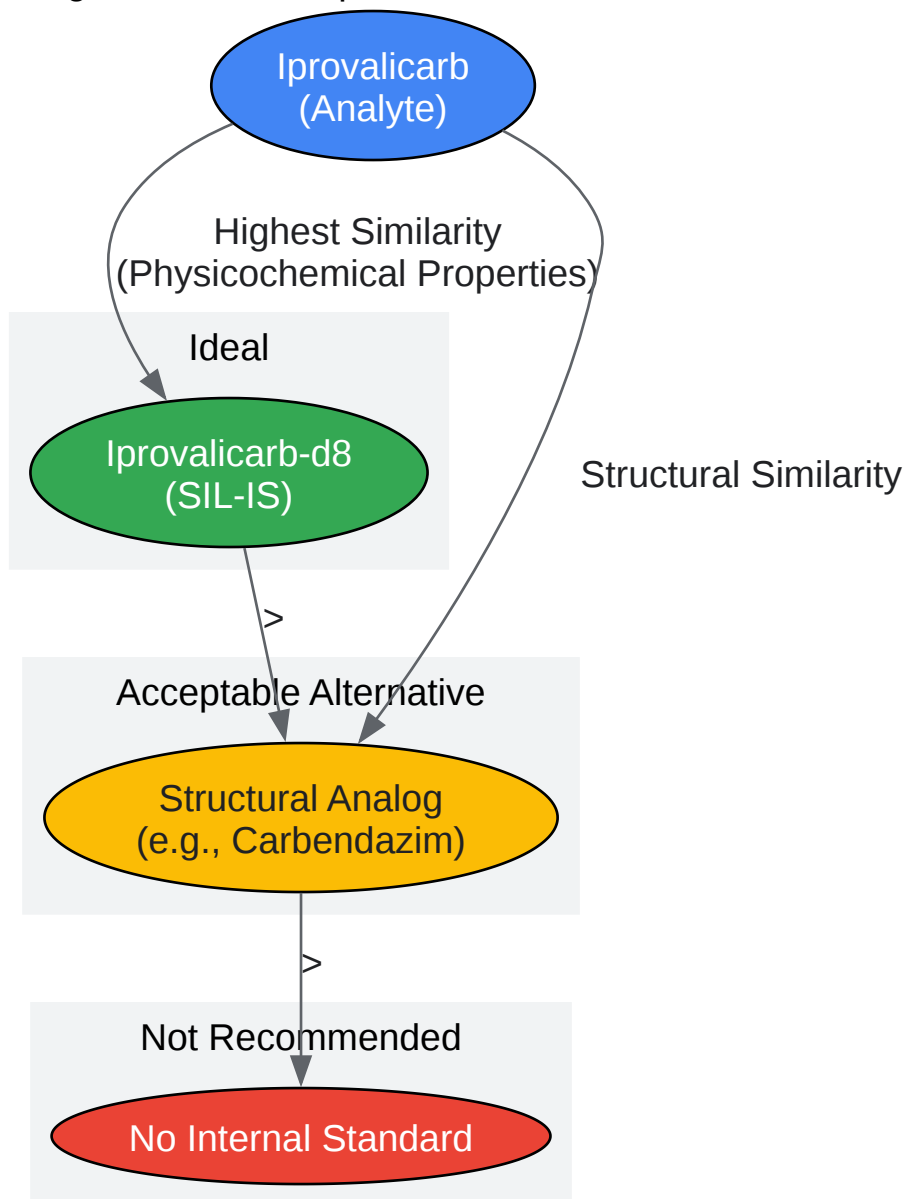 Iprovalicarb
(Analyte)
Highest Similarity
(Physicochemical Properties)
Ideal
Iprovalicarb-d8
(SIL-IS)
Structural Similarity
>
Acceptable Alternative
Structural Analog
(e.g., Carbendazim)
>
Not Recommended
No Internal Standard